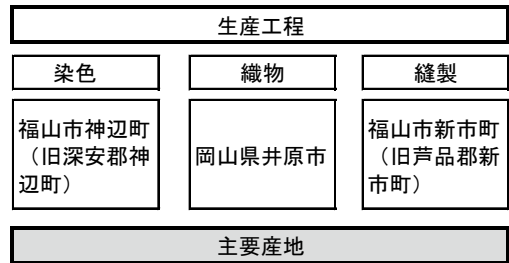 生産工程
染色
織物
縫製
福山市神辺町
（旧深安郡神
辺町）
岡山県井原市
福山市新市町
（旧芦品郡新
市町）
主要産地